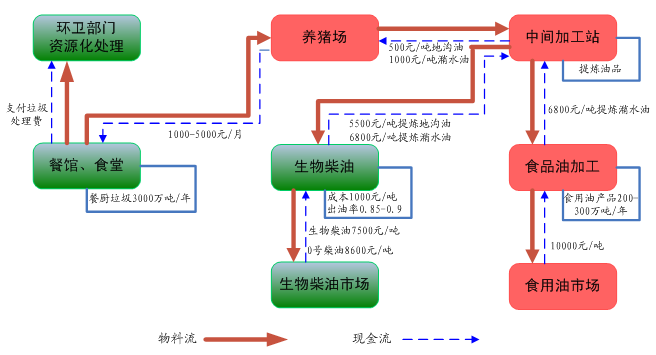 环卫部门
资源化处理
养猪场
中间加工站
500元/吨地沟油
1000元/吨潲水油
提炼油品
支付垃圾
处理费
1000-5000元/月
5500元/吨提炼地沟油
6800元/吨提炼潲水油
6800元/吨提炼潲水油
餐馆、食堂
生物柴油
食品油加工
餐厨垃圾3000万吨/年
成本1000元/吨
出油率0.85-0.9
食用油产品200-
300万吨/年
生物柴油7500元/吨
0号柴油8600元/吨
10000元/吨
生物柴油市场
食用油市场
物料流
现金流